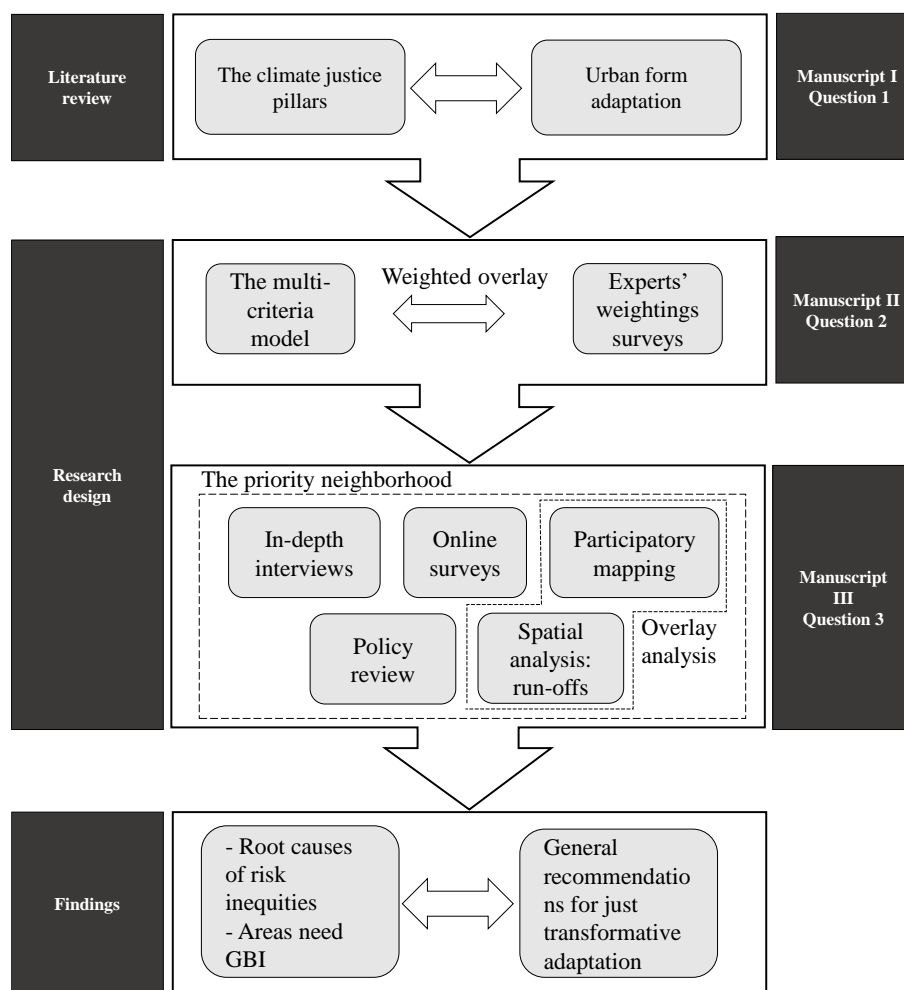 Literature
review
The climate justice
pillars
Urban form
adaptation
Manuscript I
Question 1
Research
design
The multi-
criteria
model
Weighted overlay
Experts'
weightings
surveys
Manuscript II
Question 2
The priority neighborhood
In-depth
interviews
Online
surveys
Participatory
mapping
Policy
review
Spatial
analysis:
run-offs
Overlay
analysis
Manuscript
III
Question 3
Findings
- Root causes
of risk
inequities
- Areas need
GBI
General
recommendatio
ns for just
transformative
adaptation